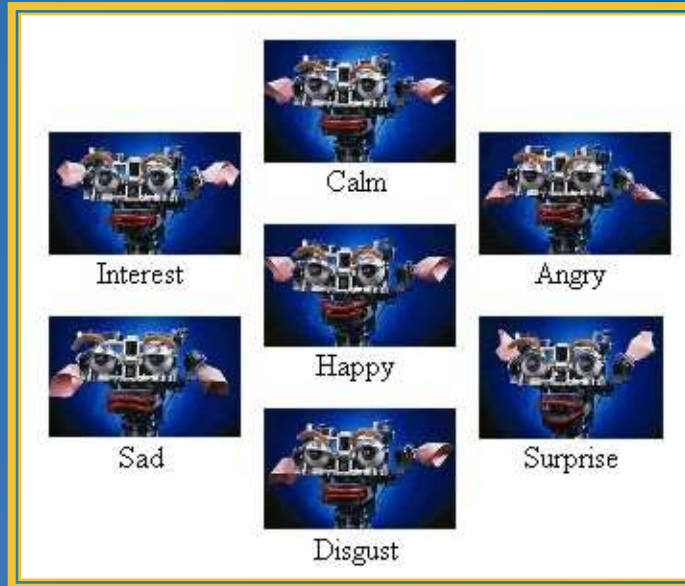 Calm
Interest
Angry
Happy
Sad
Surprise
Disgust